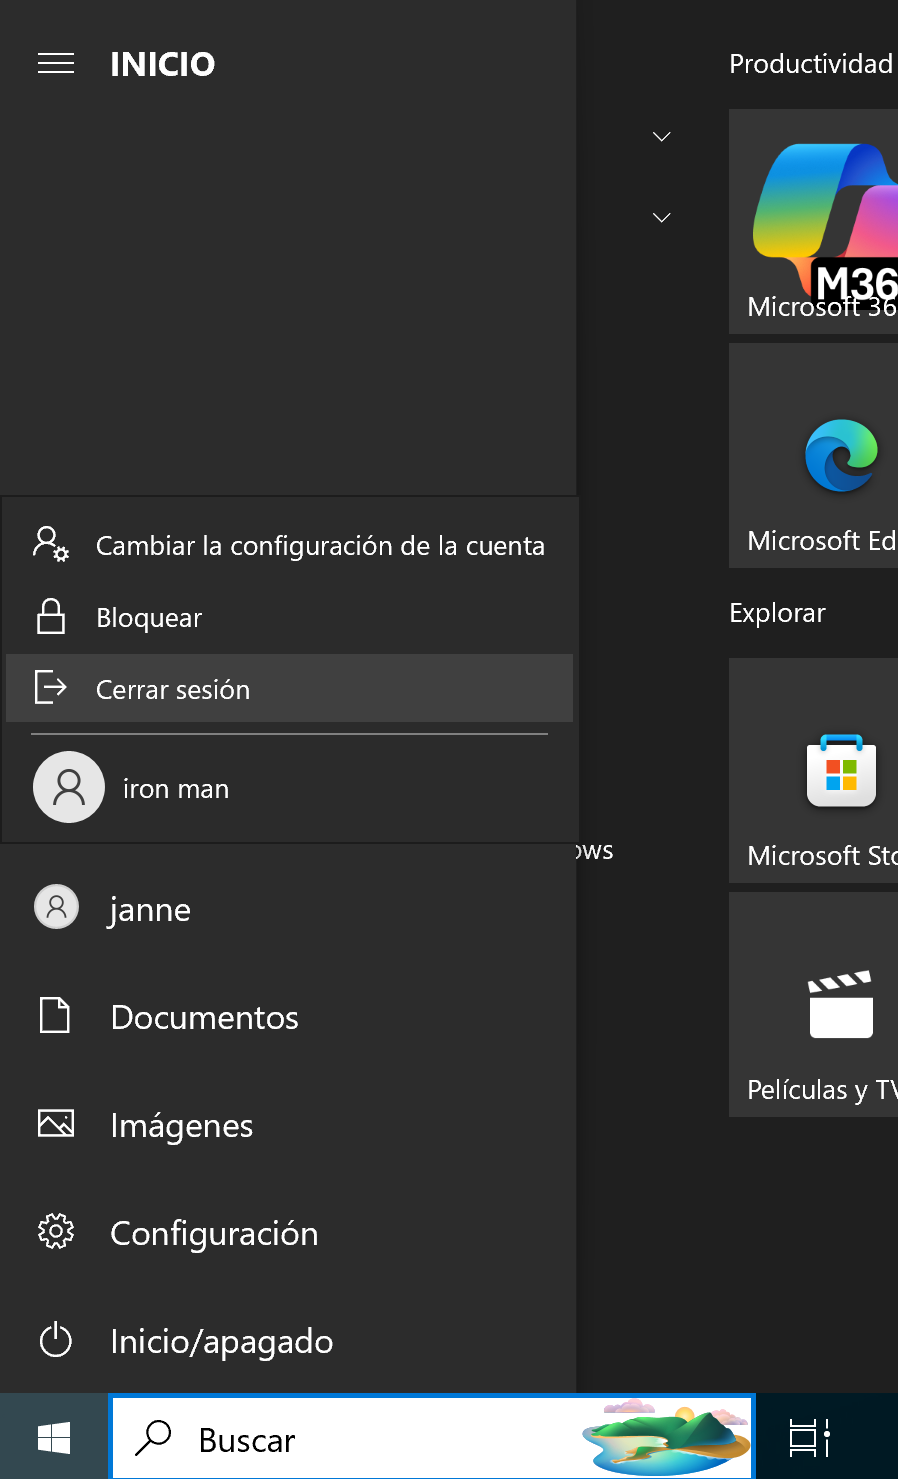 INICIO
Productividad
M36
Microsoft 36
Microsoft Ed
Cambiar la configuración de la cuenta
Bloquear
Cerrar sesión
iron man
Explorar
Microsoft Sto
ows
janne
Documentos
Películas y TV
Imágenes
Configuración
Inicio/apagado
Buscar